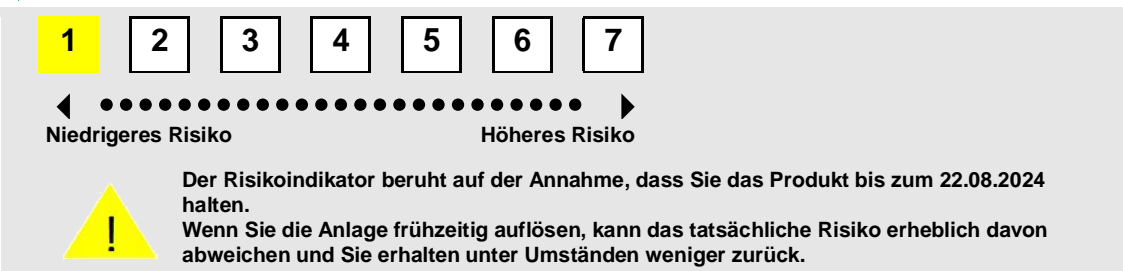 1 2 3 4 5 6 7
Niedrigeres Risiko Höheres Risiko
Der Risikoindikator beruht auf der Annahme, dass Sie das Produkt bis zum 22.08.2024
halten.
Wenn Sie die Anlage frühzeitig auflösen, kann das tatsächliche Risiko erheblich davon
abweichen und Sie erhalten unter Umständen weniger zurück.
!